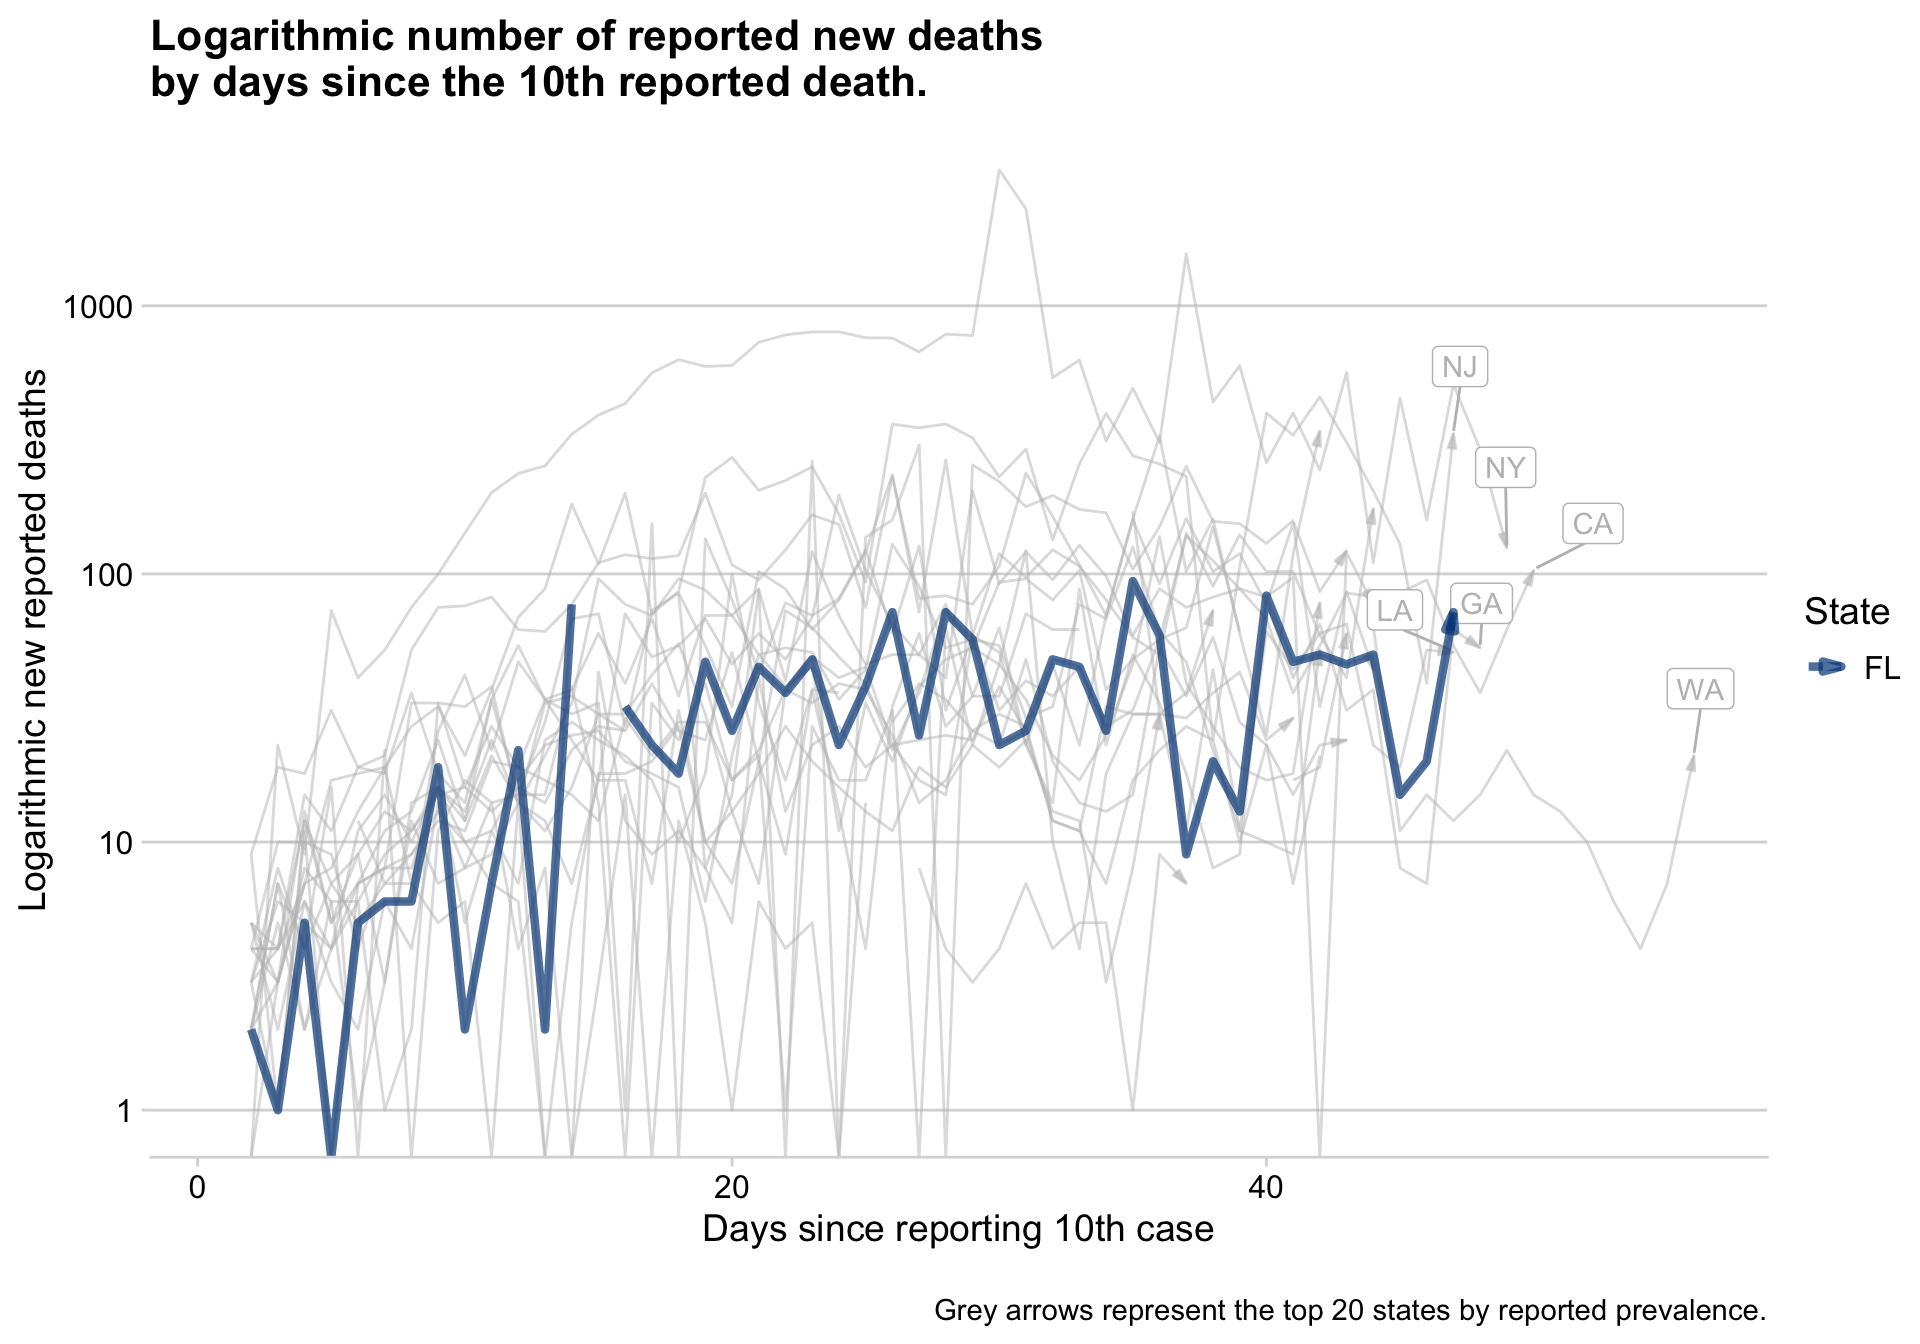 Logarithmic number of reported new deaths
by days since the 10th reported death.
Logarithmic new reported deaths
1000
100
10
1
NJ
NY
CA
LA
GA
WA
State
FL
0
20
40
Days since reporting 10th case
Grey arrows represent the top 20 states by reported prevalence.